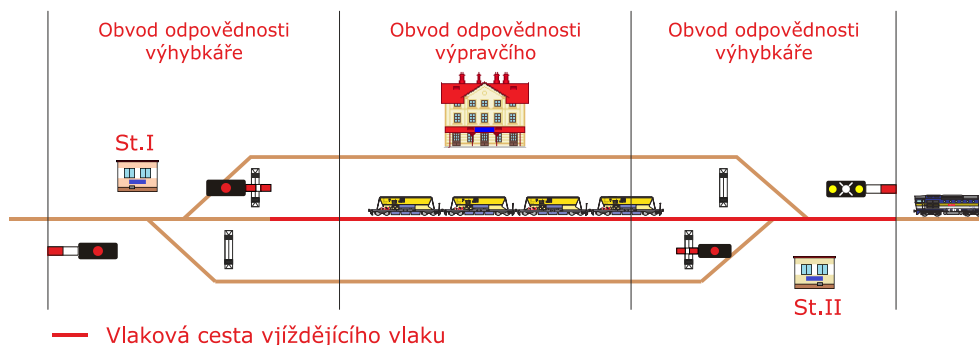 Obvod odpovědnosti
výhybkáře
Obvod odpovědnosti
výpravčího
Obvod odpovědnosti
výhybkáře
St.I
St.II
Vlaková cesta vjíždějícího vlaku